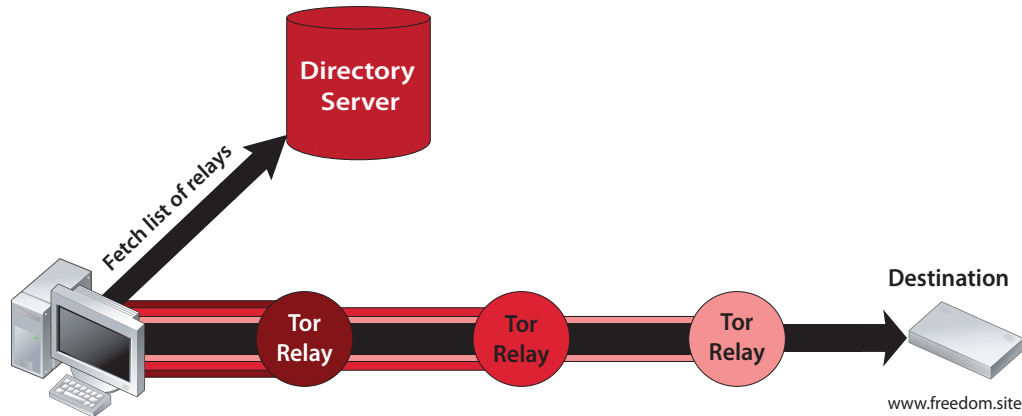 Directory
Server
Fetch list of relays
Destination
Tor
Relay
Tor
Relay
Tor
Relay
www.freedom.site